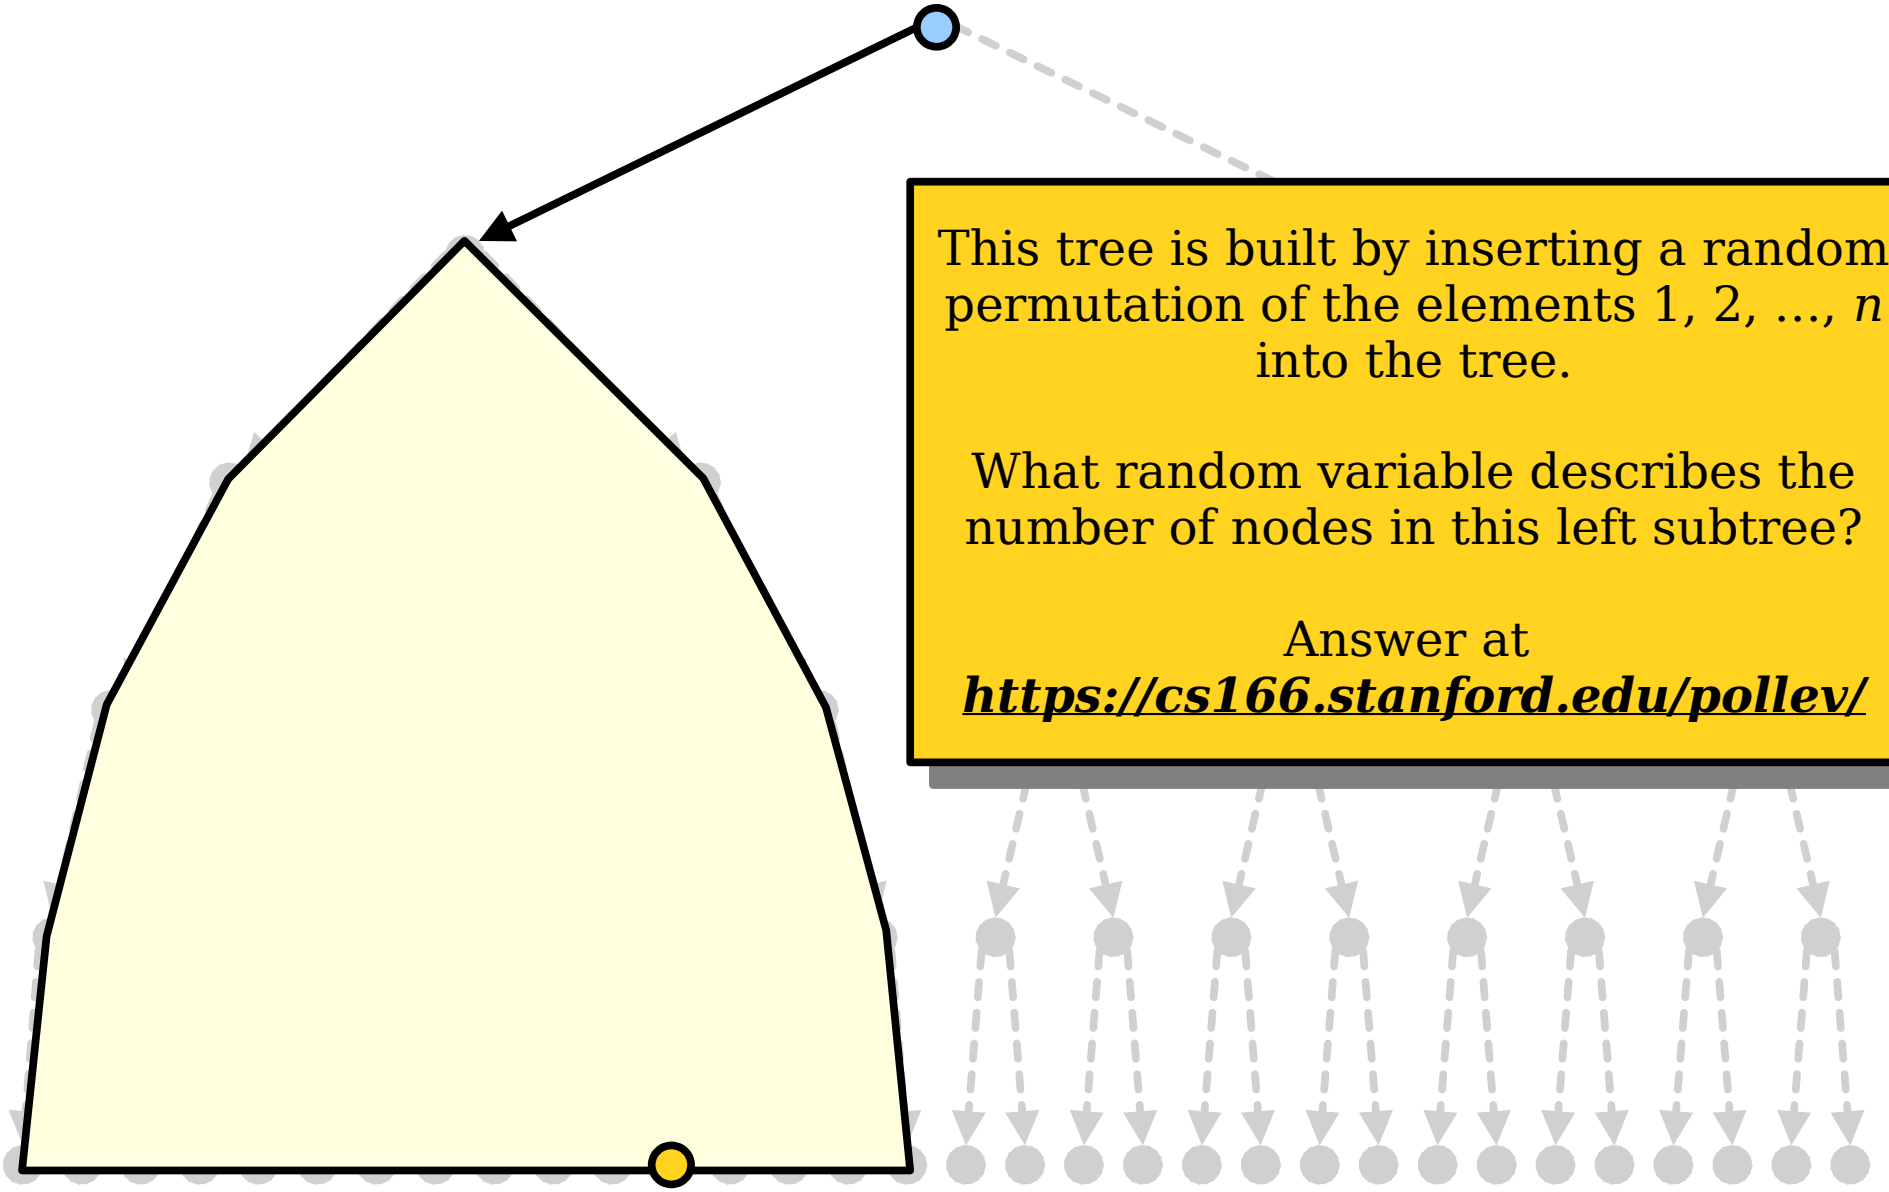 This tree is built by inserting a random
permutation of the elements 1, 2, …, n
into the tree.
What random variable describes the
number of nodes in this left subtree?
Answer at
https://cs166.stanford.edu/pollev/